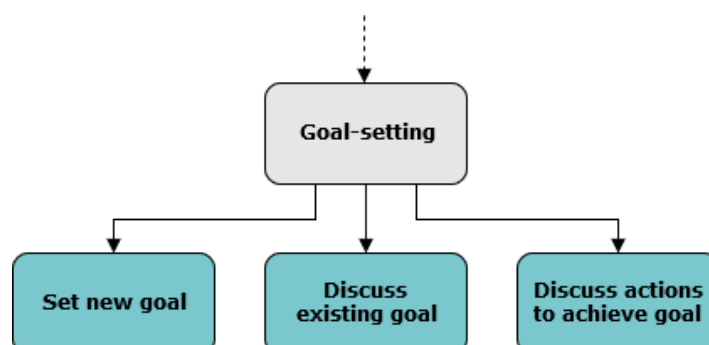 Goal-setting
Set new goal
Discuss
existing goal
Discuss actions
to achieve goal